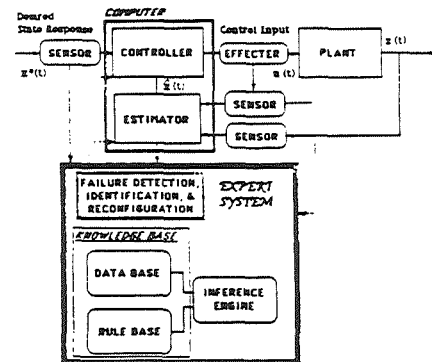 Desired
State Response
COMPUTER
Control Input
SENSOR
CONTROLLER
EFFECTER
PLANT
x(t)
x*(t)
x̂(t)
u(t)
ESTIMATOR
SENSOR
SENSOR
FAILURE DETECTION,
IDENTIFICATION, &
RECONFIGURATION
EXPERT
SYSTEM
KNOWLEDGE BASE
DATA BASE
INFERENCE
ENGINE
RULE BASE